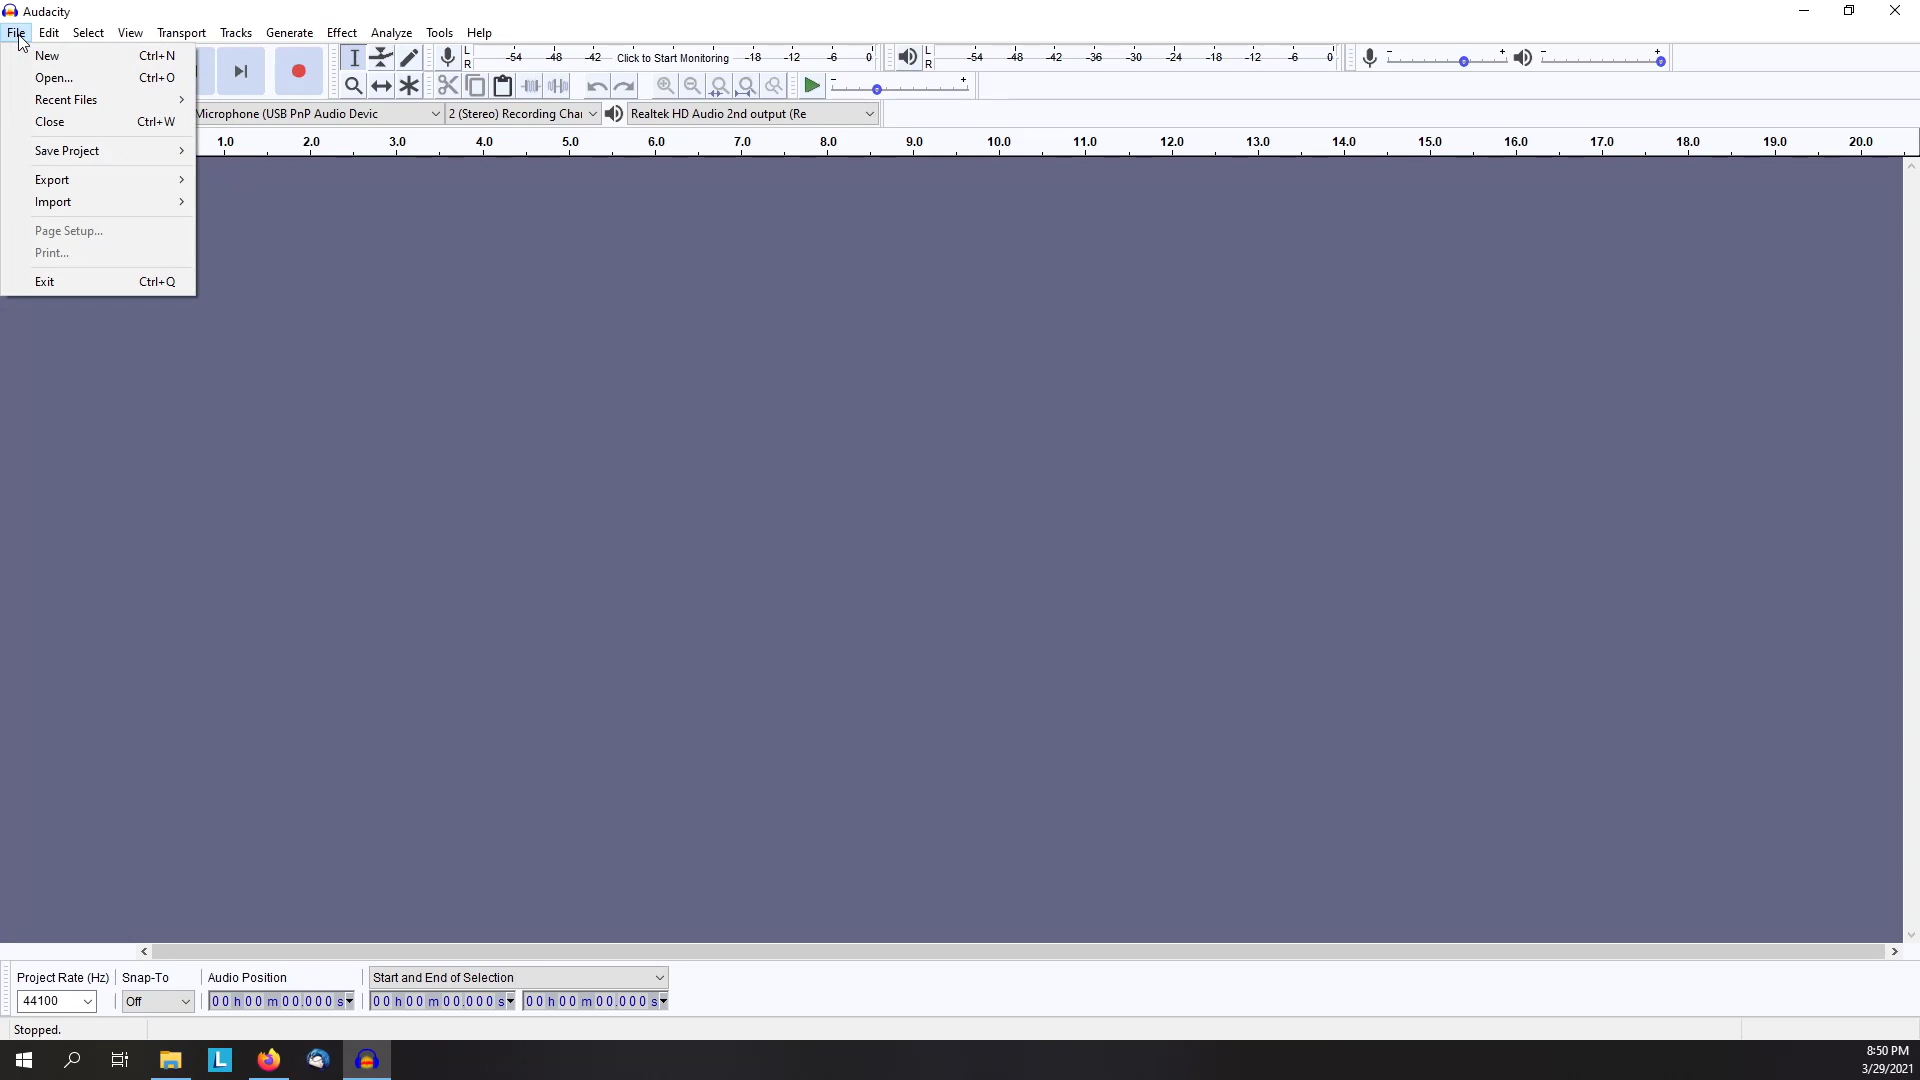 Audacity
File Edit Select View Transport Tracks Generate Effect Analyze Tools Help
New Ctrl+N
Open... Ctrl+O
Recent Files
Close Ctrl+W
Save Project
Export
Import
Page Setup...
Print...
Exit Ctrl+Q
L R -54 -48 -42 Click to Start Monitoring -18 -12 -6 0
L R -54 -48 -42 -36 -30 -24 -18 -12 -6 0
- + - +
- +
Microphone (USB PnP Audio Devic 2 (Stereo) Recording Char Realtek HD Audio 2nd output (Re
1.0 2.0 3.0 4.0 5.0 6.0 7.0 8.0 9.0 10.0 11.0 12.0 13.0 14.0 15.0 16.0 17.0 18.0 19.0 20.0
Project Rate (Hz) Snap-To Audio Position Start and End of Selection
44100 Off 00 h 00 m 00.000 s 00 h 00 m 00.000 s 00 h 00 m 00.000 s
Stopped.
L
8:50 PM
3/29/2021